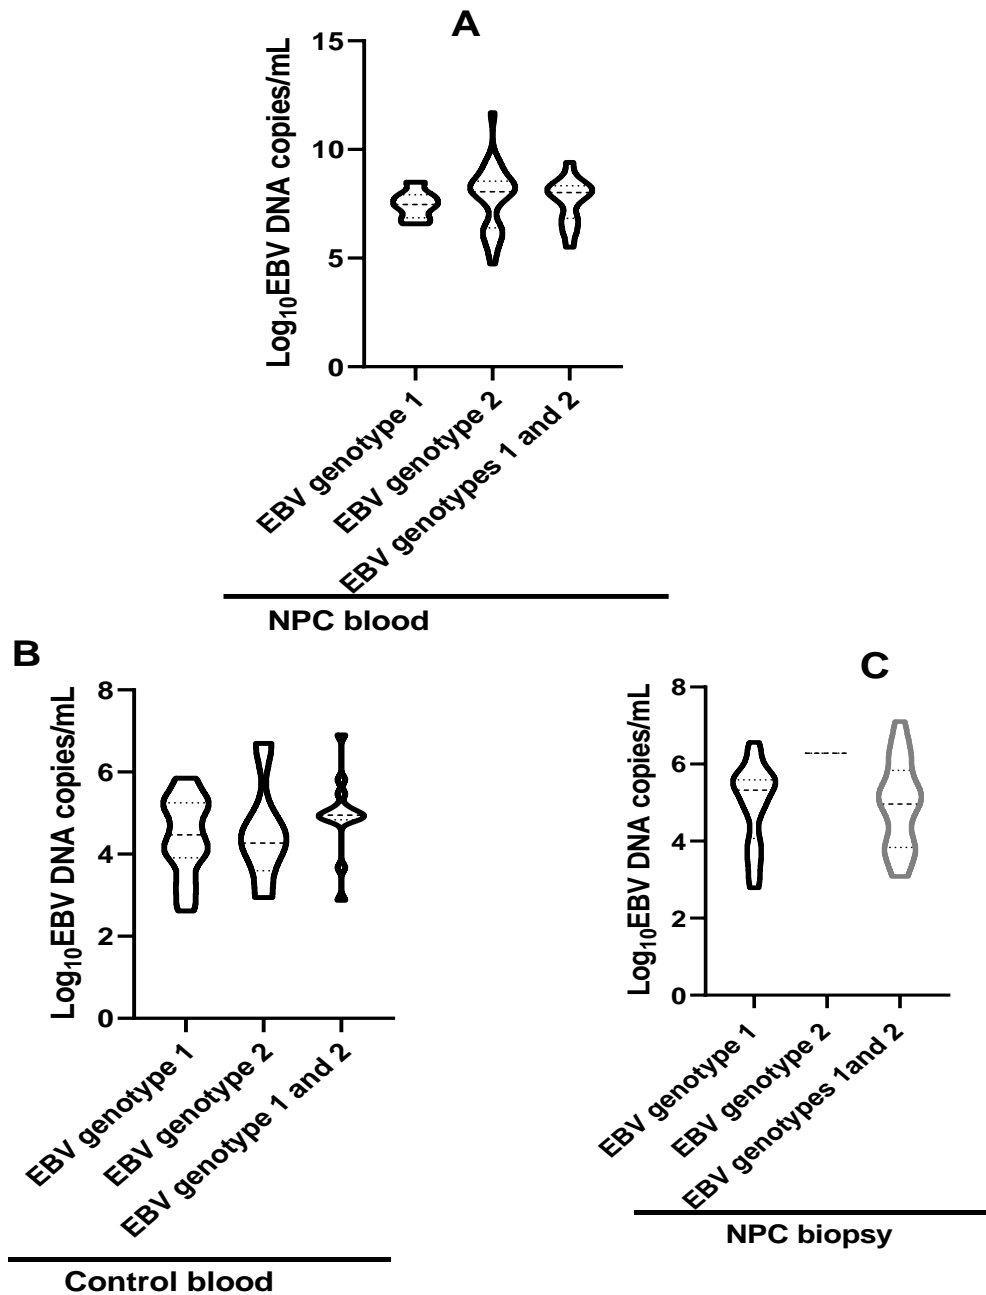 A
Log10EBV DNA copies/mL
15
10
5
0
EBV genotype 1
EBV genotype 2
EBV genotypes 1 and 2
NPC blood
B
Log10EBV DNA copies/mL
8
6
4
2
0
EBV genotype 1
EBV genotype 2
EBV genotype 1 and 2
Control blood
C
Log10EBV DNA copies/mL
8
6
4
2
0
EBV genotype 1
EBV genotype 2
EBV genotypes 1and 2
NPC biopsy